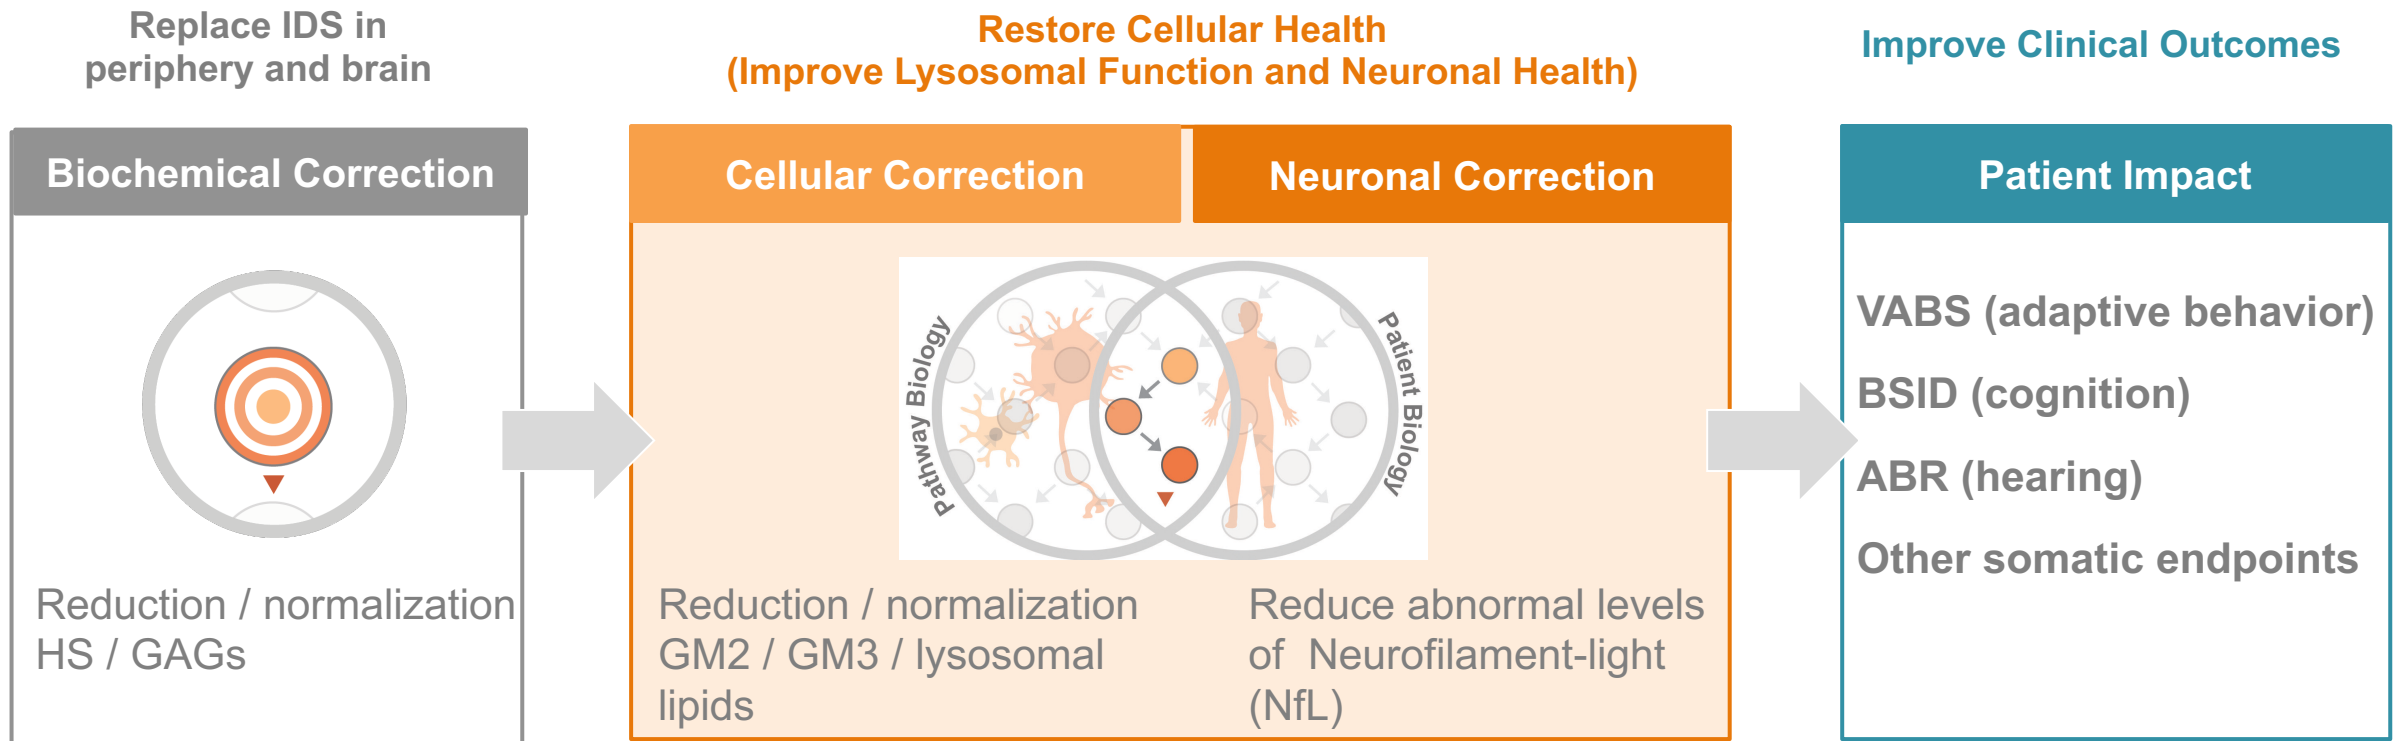 Replace IDS in
periphery and brain
Biochemical Correction
Reduction / normalization
HS / GAGs
Restore Cellular Health
(Improve Lysosomal Function and Neuronal Health)
Cellular Correction
Neuronal Correction
Pathway Biology
Patient Biology
Reduction / normalization
GM2 / GM3 / lysosomal
lipids
Reduce abnormal levels
of Neurofilament-light
(NfL)
Improve Clinical Outcomes
Patient Impact
VABS (adaptive behavior)
BSID (cognition)
ABR (hearing)
Other somatic endpoints